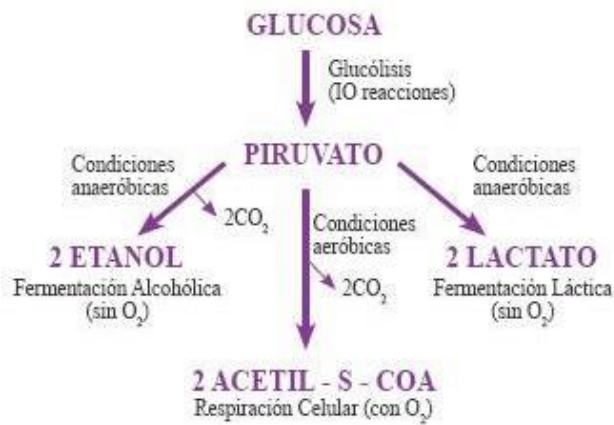 GLUCOSA
Glucólisis
(IO reacciones)
PIRUVATO
Condiciones
anaeróbicas
2CO₂
2 ETANOL
Fermentación Alcohólica
(sin O₂)
Condiciones
aeróbicas
2CO₂
Condiciones
anaeróbicas
2 LACTATO
Fermentación Láctica
(sin O₂)
2 ACETIL - S - COA
Respiración Celular (con O₂)